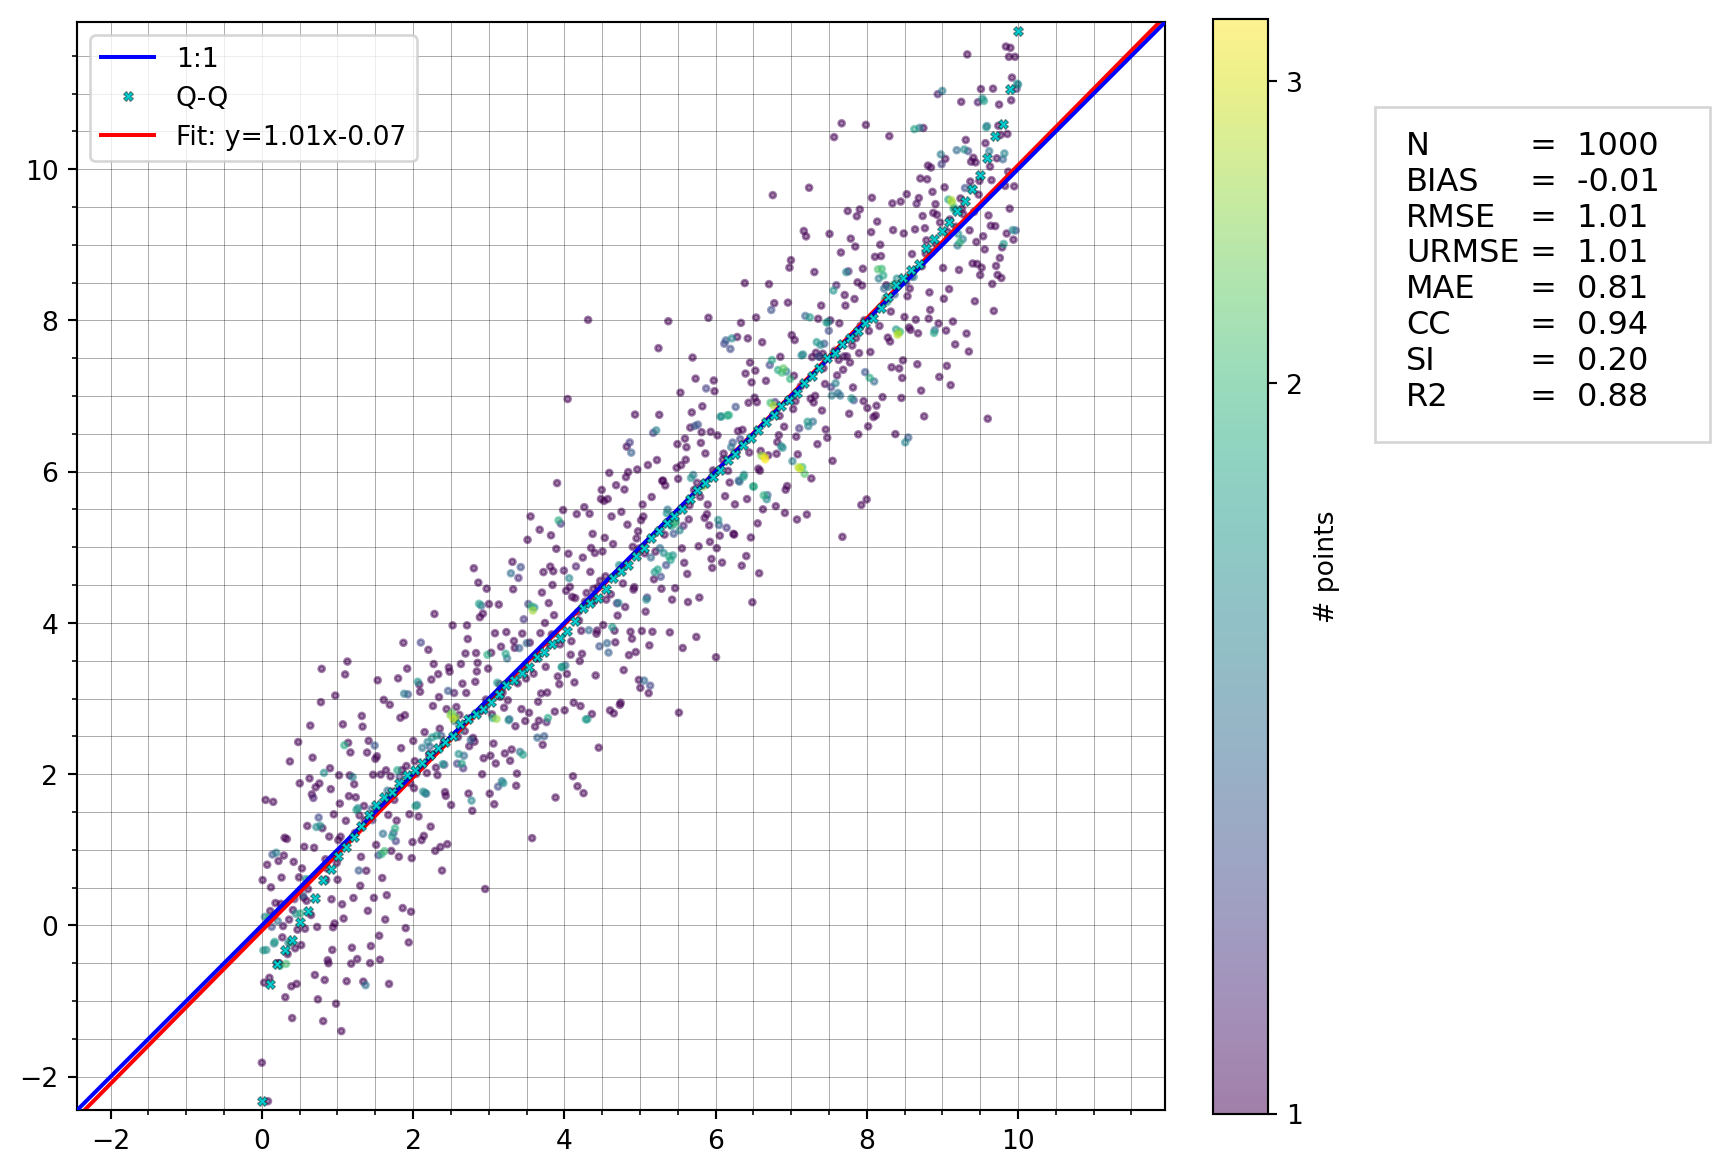 1:1
Q-Q
Fit: y=1.01x-0.07
10
8
6
4
2
0
−2
−2
0
2
4
6
8
10
3
2
1
# points
N = 1000
BIAS = -0.01
RMSE = 1.01
URMSE = 1.01
MAE = 0.81
CC = 0.94
SI = 0.20
R2 = 0.88